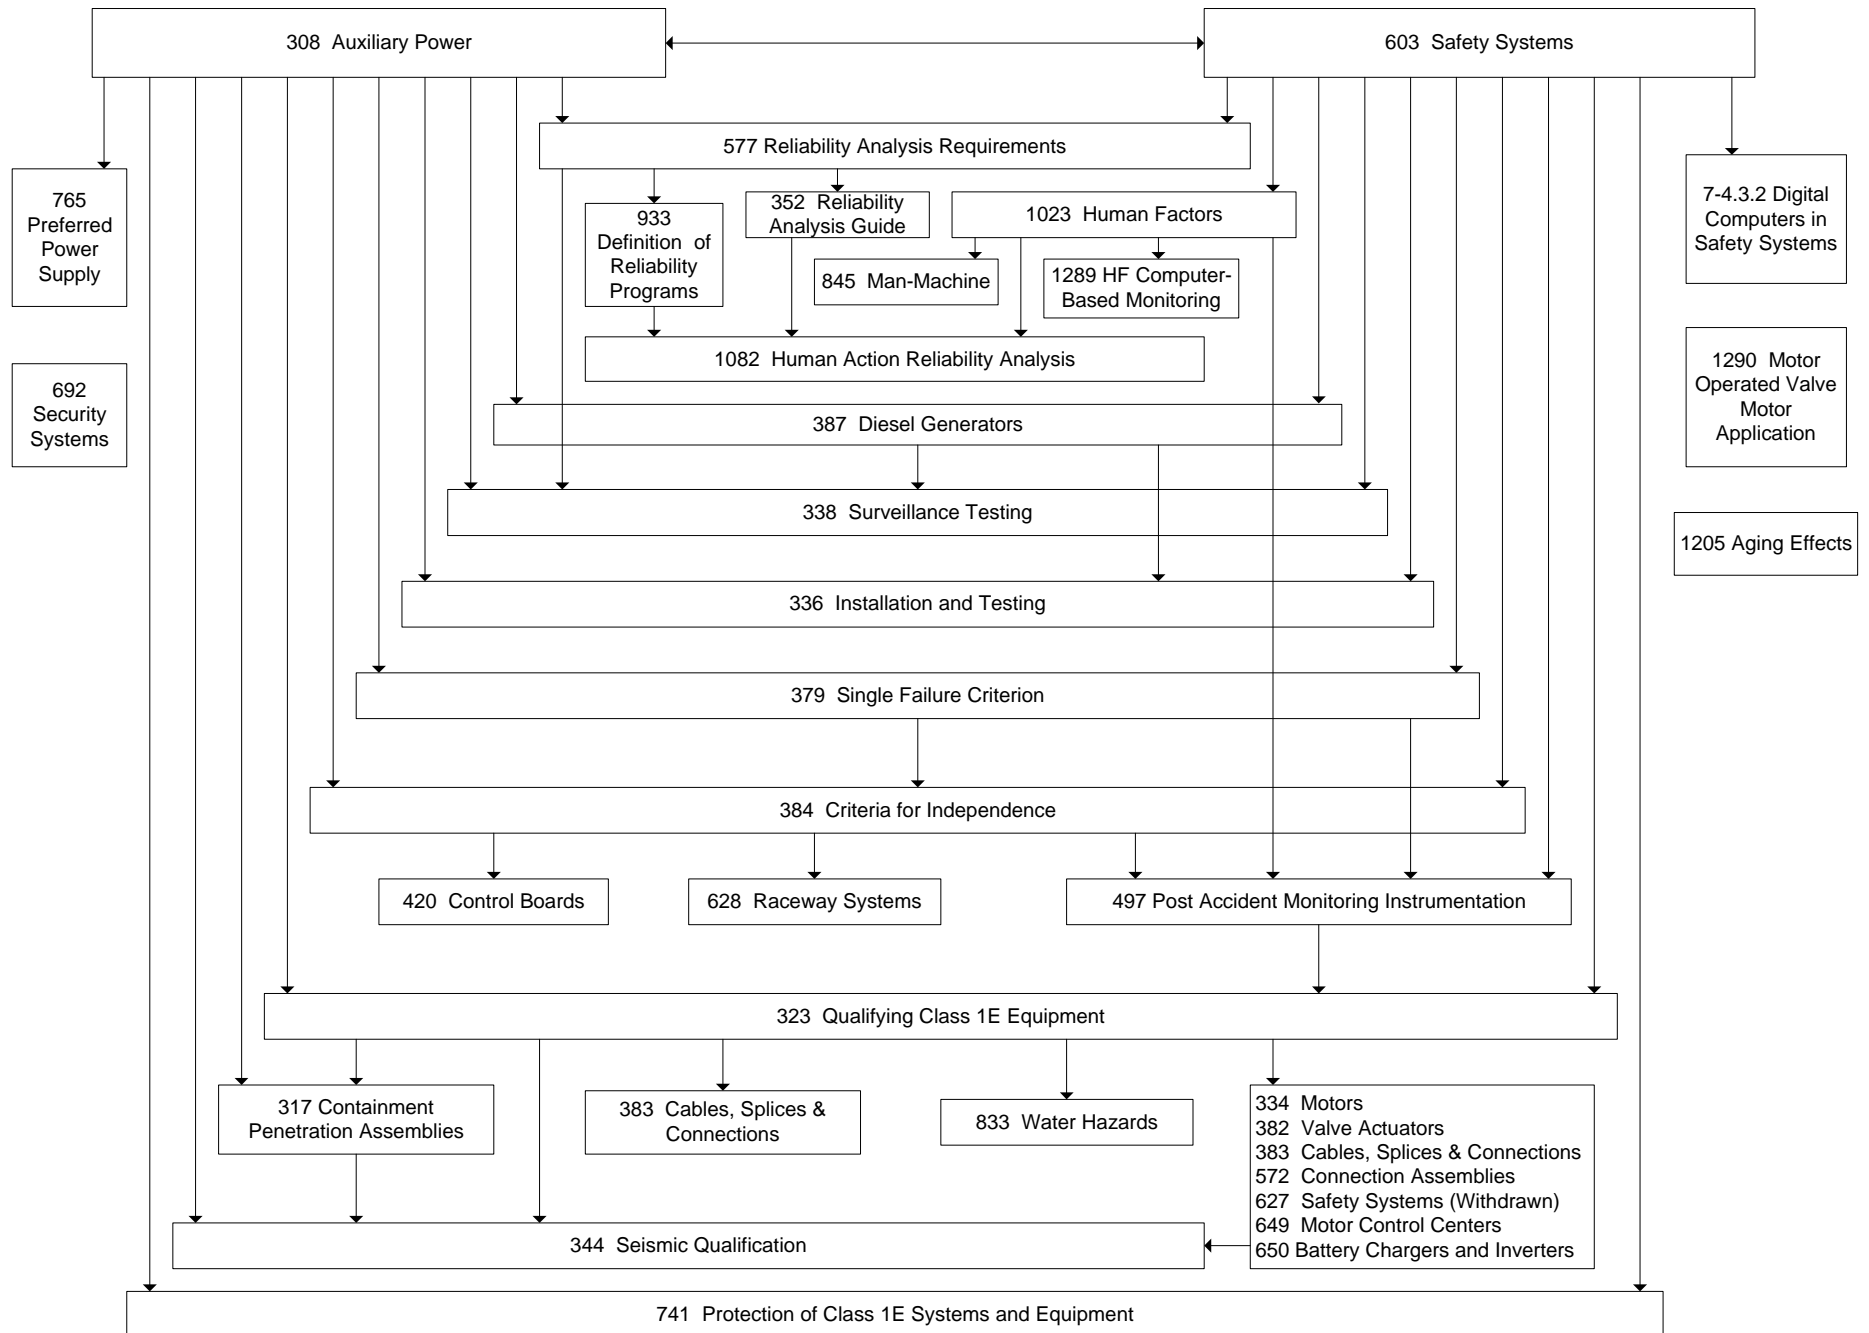 308 Auxiliary Power
603 Safety Systems
577 Reliability Analysis Requirements
765
Preferred
Power
Supply
933
Definition of
Reliability
Programs
352 Reliability
Analysis Guide
1023 Human Factors
7-4.3.2 Digital
Computers in
Safety Systems
845 Man-Machine
1289 HF Computer-
Based Monitoring
1082 Human Action Reliability Analysis
692
Security
Systems
1290 Motor
Operated Valve
Motor
Application
387 Diesel Generators
338 Surveillance Testing
1205 Aging Effects
336 Installation and Testing
379 Single Failure Criterion
384 Criteria for Independence
420 Control Boards
628 Raceway Systems
497 Post Accident Monitoring Instrumentation
323 Qualifying Class 1E Equipment
317 Containment
Penetration Assemblies
383 Cables, Splices &
Connections
833 Water Hazards
334 Motors
382 Valve Actuators
383 Cables, Splices & Connections
572 Connection Assemblies
627 Safety Systems (Withdrawn)
649 Motor Control Centers
650 Battery Chargers and Inverters
344 Seismic Qualification
741 Protection of Class 1E Systems and Equipment